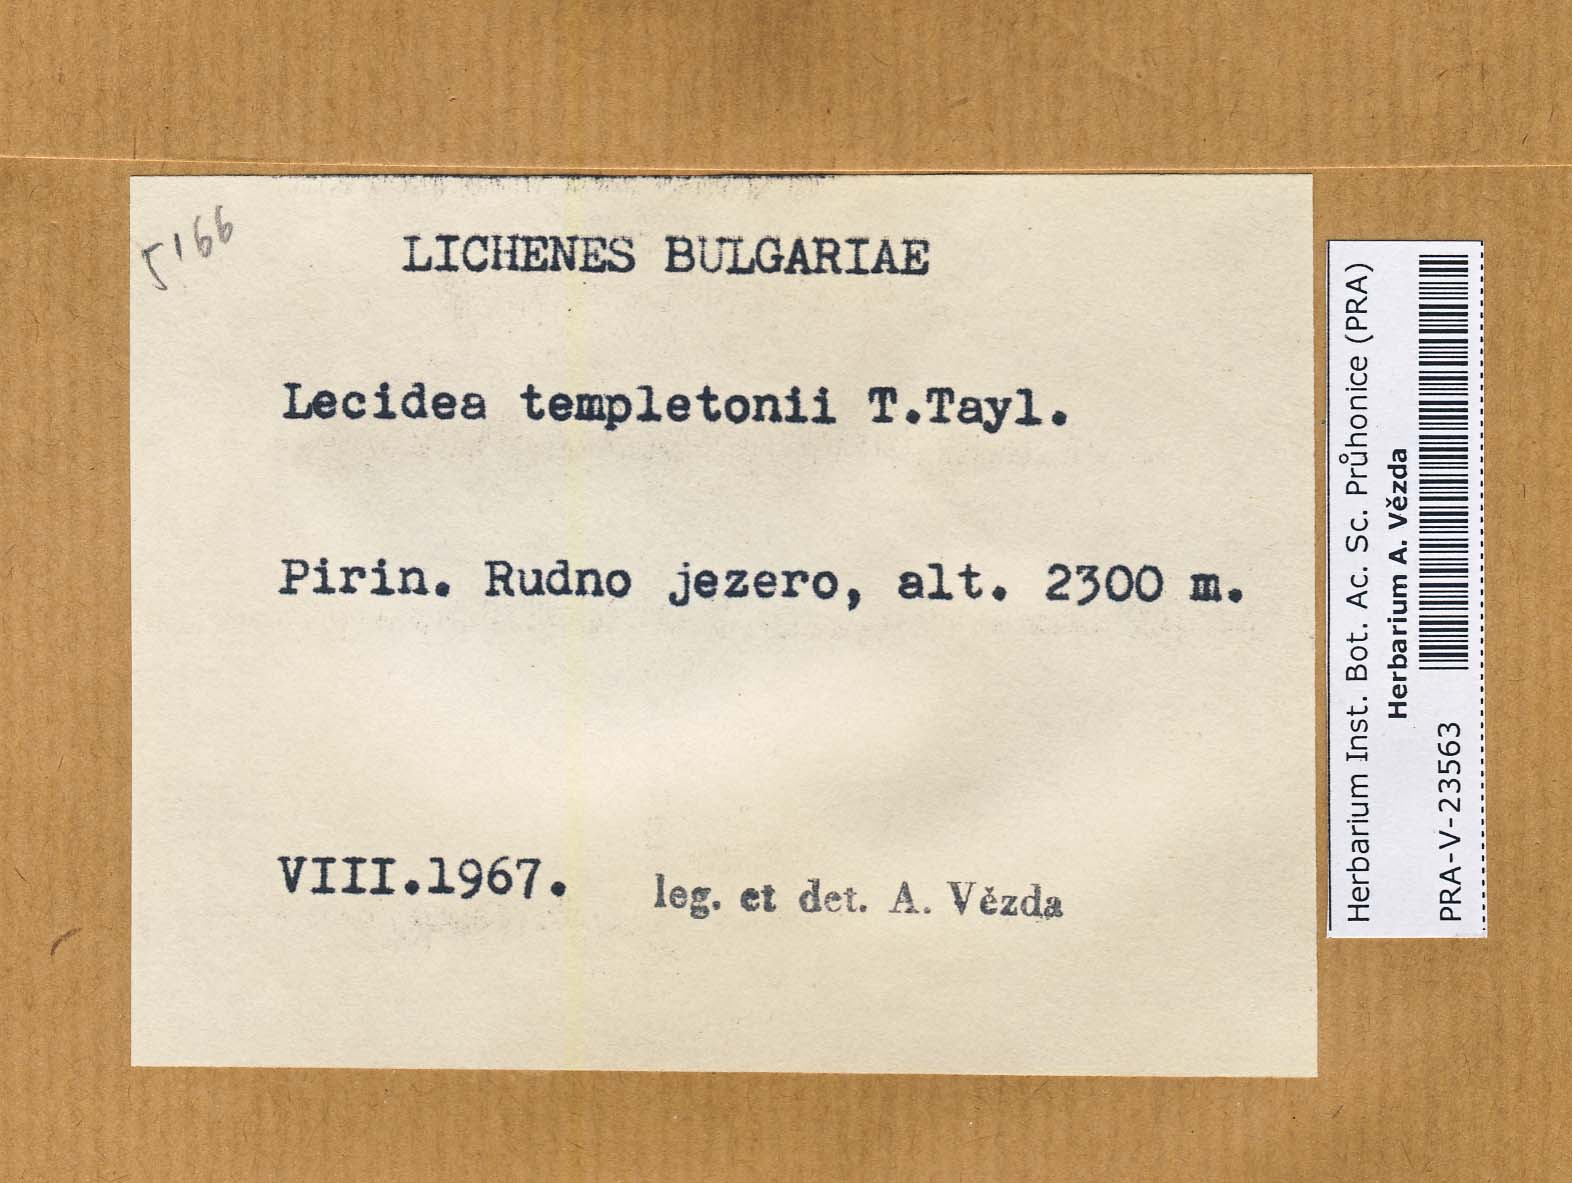 5166
LICHENES BULGARIAE
Lecidea templetonii T.Tayl.
Pirin. Rudno jezero, alt. 2300 m.
VIII.1967. leg. et det. A. Vězda
Herbarium Inst. Bot. Ac. Sc. Průhonice (PRA)
Herbarium A. Vězda
PRA-V-23563